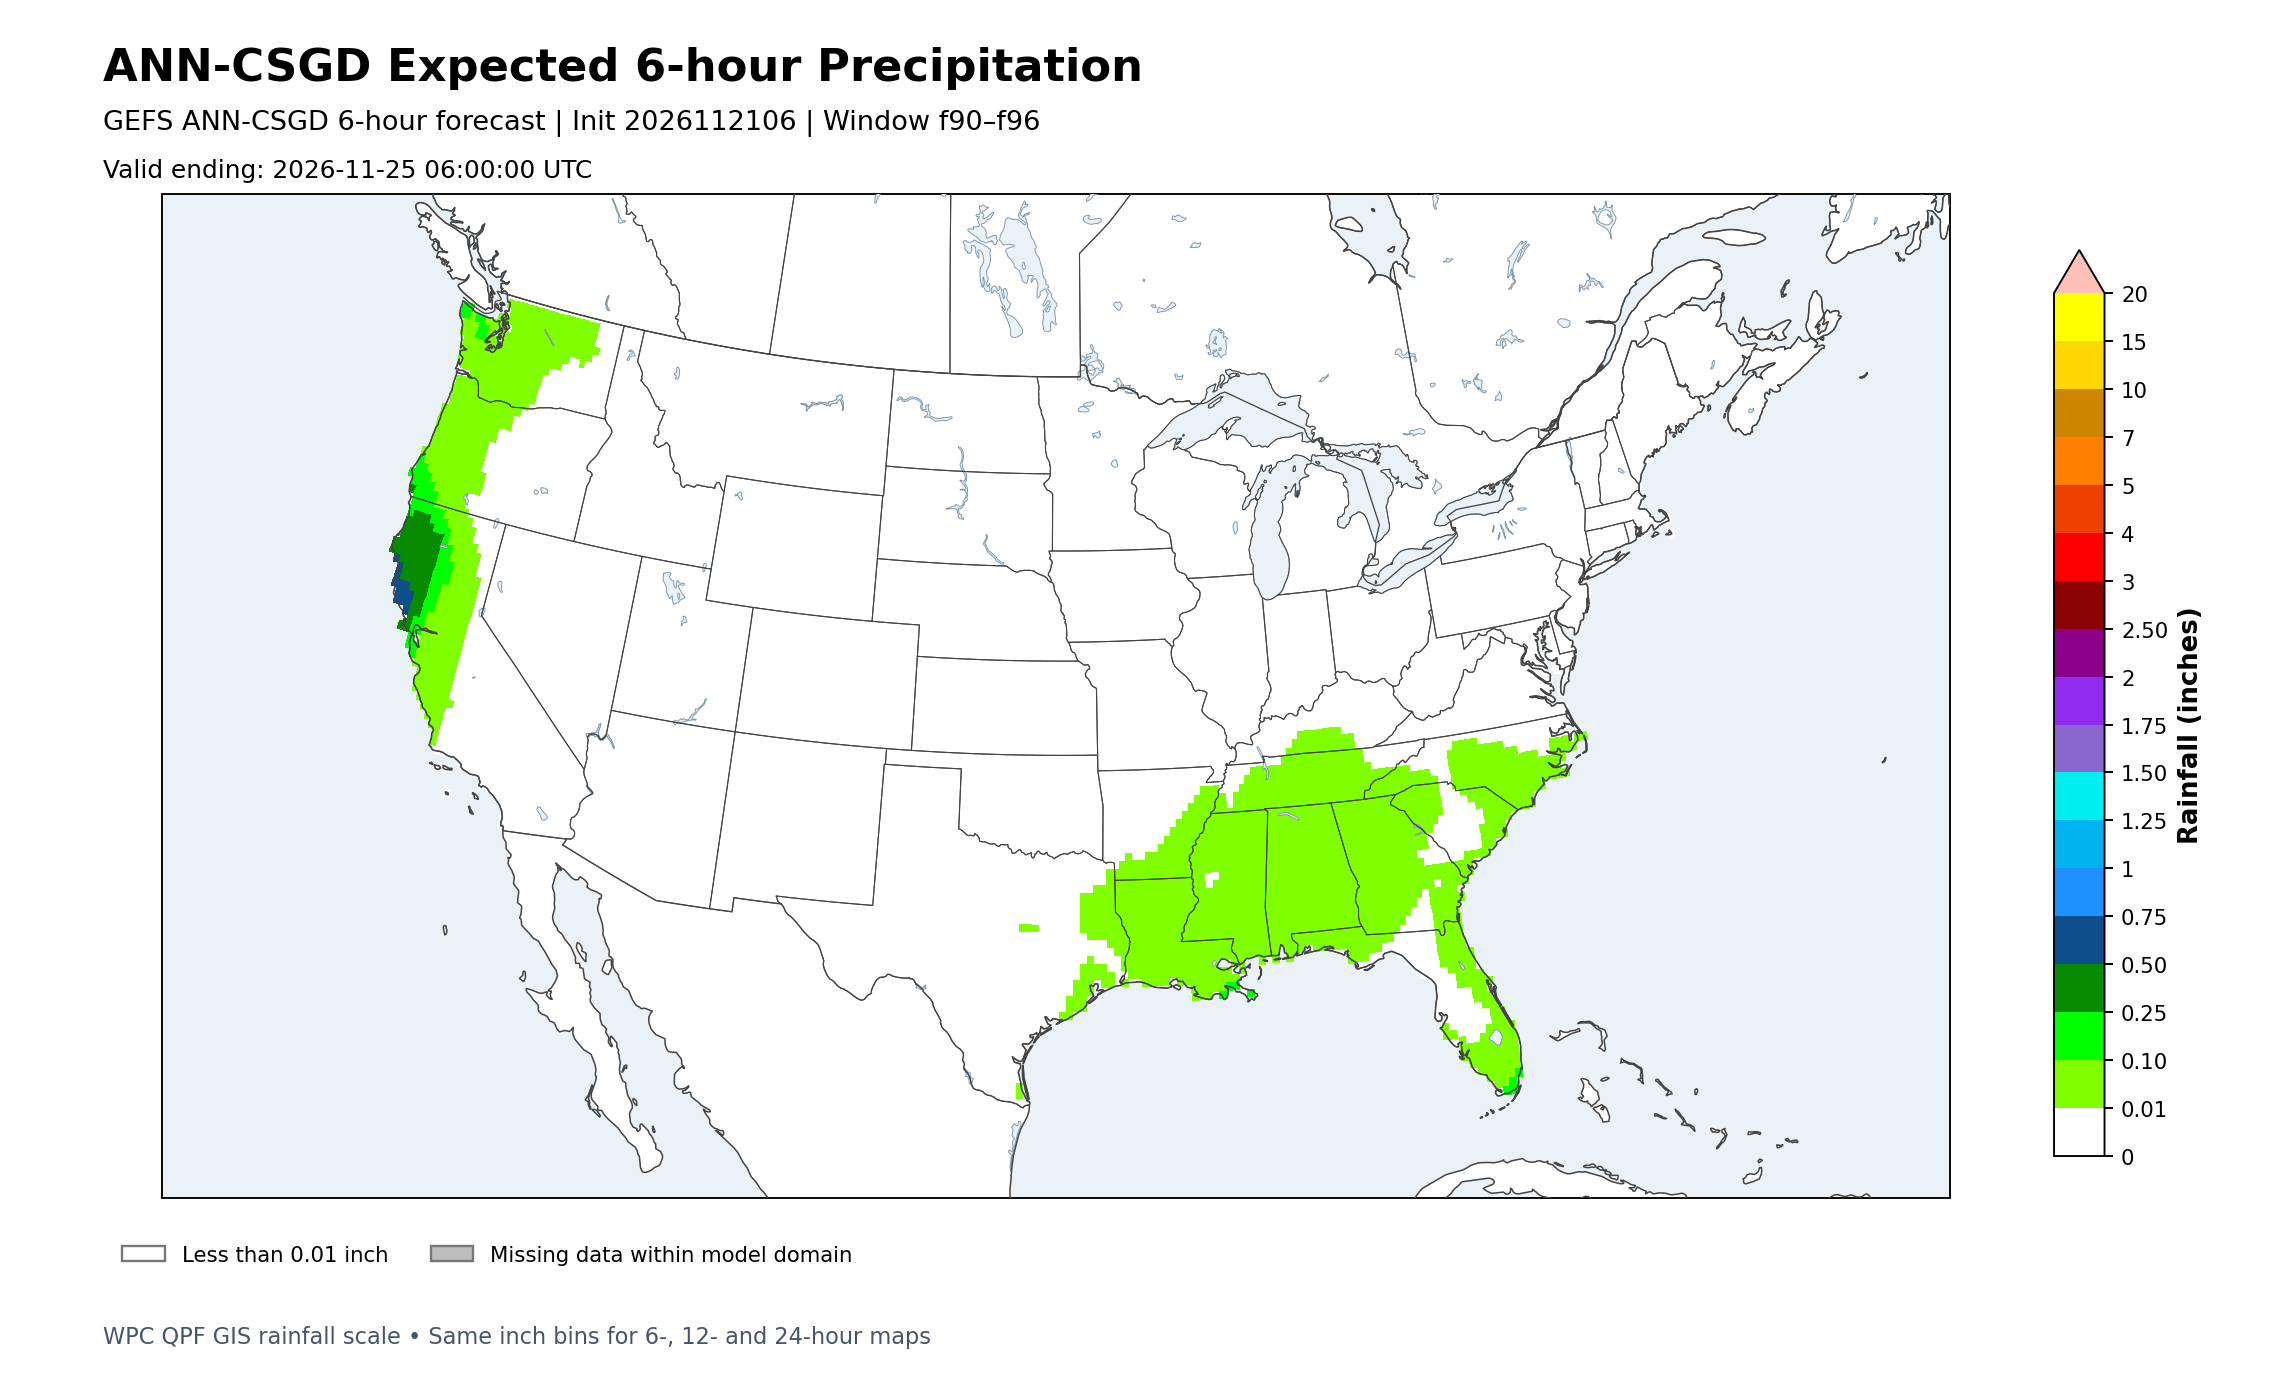 ANN-CSGD Expected 6-hour Precipitation
GEFS ANN-CSGD 6-hour forecast | Init 2026112106 | Window f90–f96
Valid ending: 2026-11-25 06:00:00 UTC
20
15
10
7
5
4
3
2.50
2
1.75
1.50
1.25
1
0.75
0.50
0.25
0.10
0.01
0
Rainfall (inches)
Less than 0.01 inch
Missing data within model domain
WPC QPF GIS rainfall scale • Same inch bins for 6-, 12- and 24-hour maps